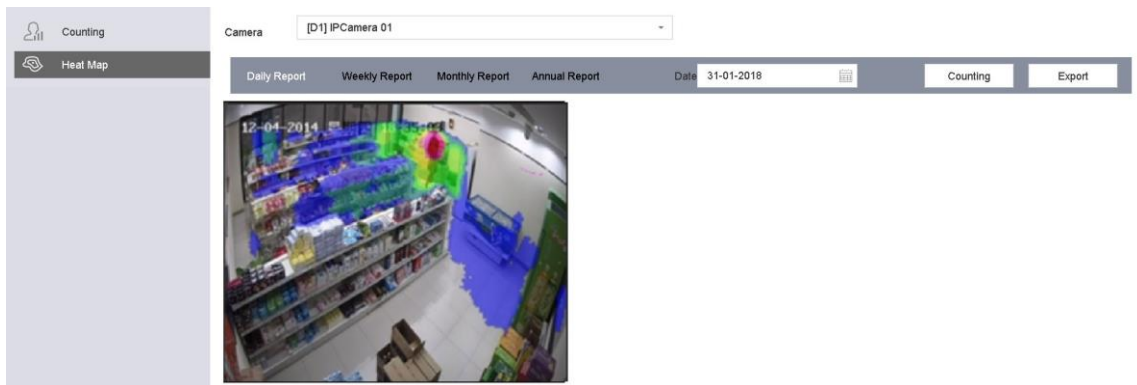 Counting
Heat Map
Camera [D1] IPCamera 01
Daily Report Weekly Report Monthly Report Annual Report Date 31-01-2018 Counting Export
12-04-2014